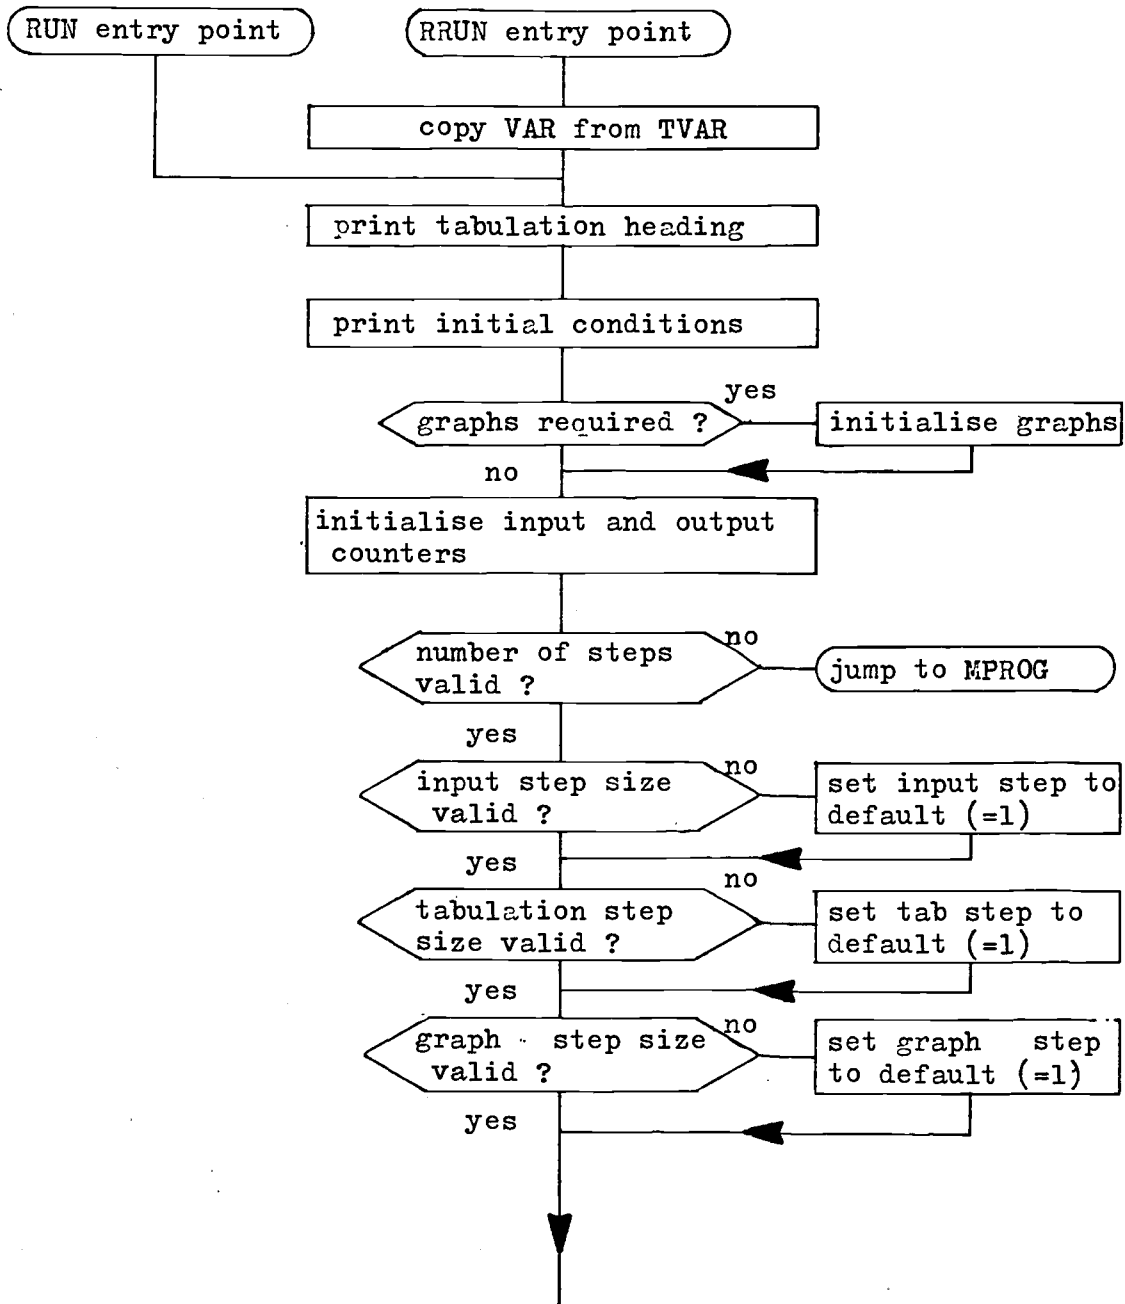 RUN entry point
RRUN entry point
copy VAR from TVAR
print tabulation heading
print initial conditions
yes
graphs required ?
initialise graphs
no
initialise input and output
counters
no
number of steps
valid ?
jump to MPROG
yes
no
input step size
valid ?
set input step to
default (=1)
yes
no
tabulation step
size valid ?
set tab step to
default (=1)
yes
no
graph step size
valid ?
set graph step
to default (=1)
yes